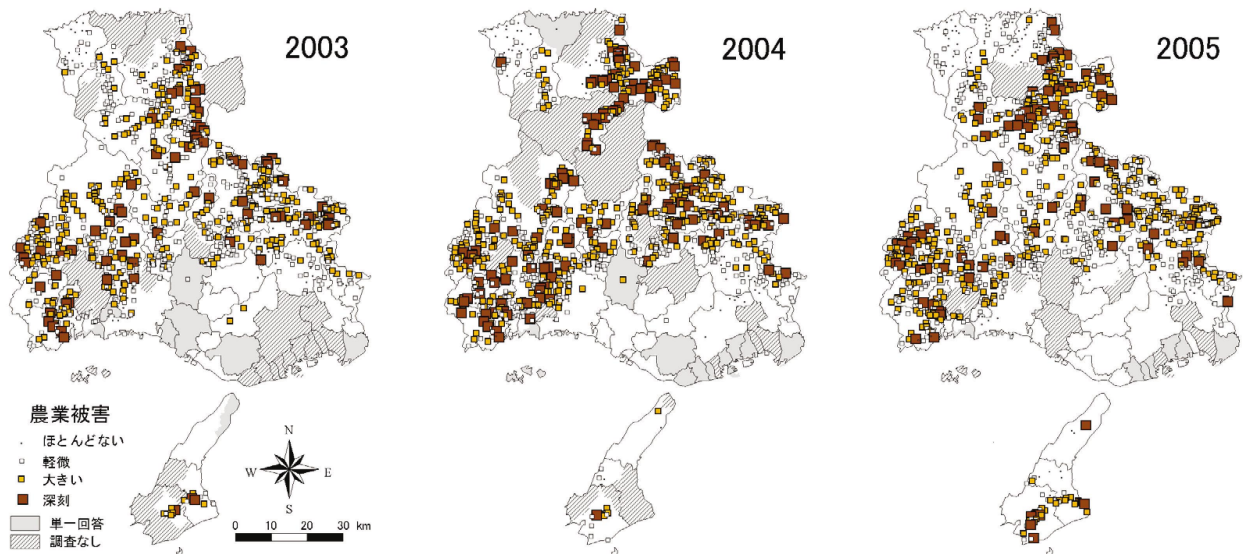 2003
2004
2005
農業被害
ほとんどない
軽微
大きい
深刻
単一回答
調査なし
N
W E
S
0 10 20 30 km